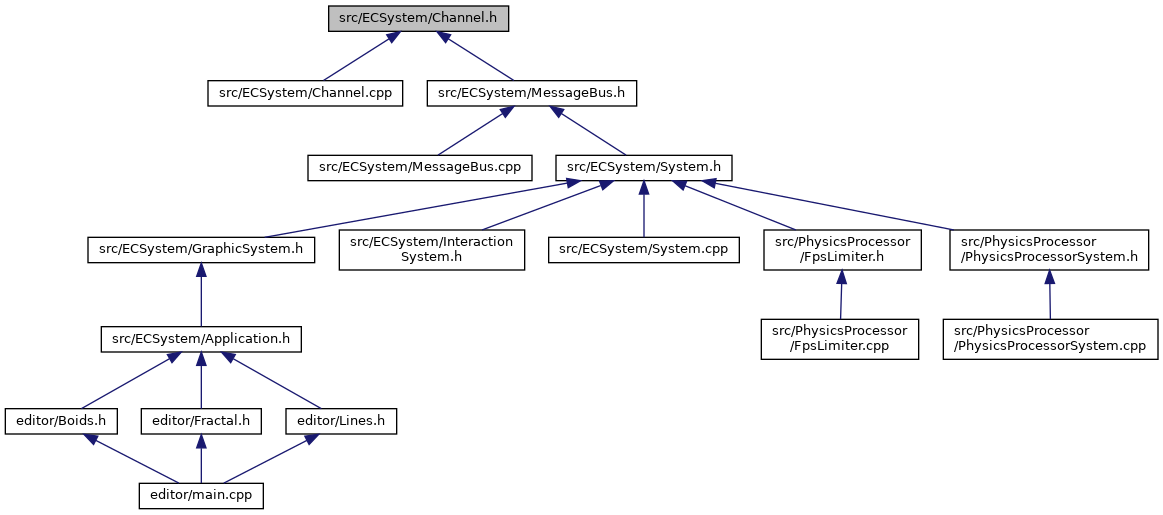 src/ECSystem/Channel.h
src/ECSystem/Channel.cpp
src/ECSystem/MessageBus.h
src/ECSystem/MessageBus.cpp
src/ECSystem/System.h
src/ECSystem/GraphicSystem.h
src/ECSystem/Interaction
System.h
src/ECSystem/System.cpp
src/PhysicsProcessor
/FpsLimiter.h
src/PhysicsProcessor
/PhysicsProcessorSystem.h
src/ECSystem/Application.h
src/PhysicsProcessor
/FpsLimiter.cpp
src/PhysicsProcessor
/PhysicsProcessorSystem.cpp
editor/Boids.h
editor/Fractal.h
editor/Lines.h
editor/main.cpp